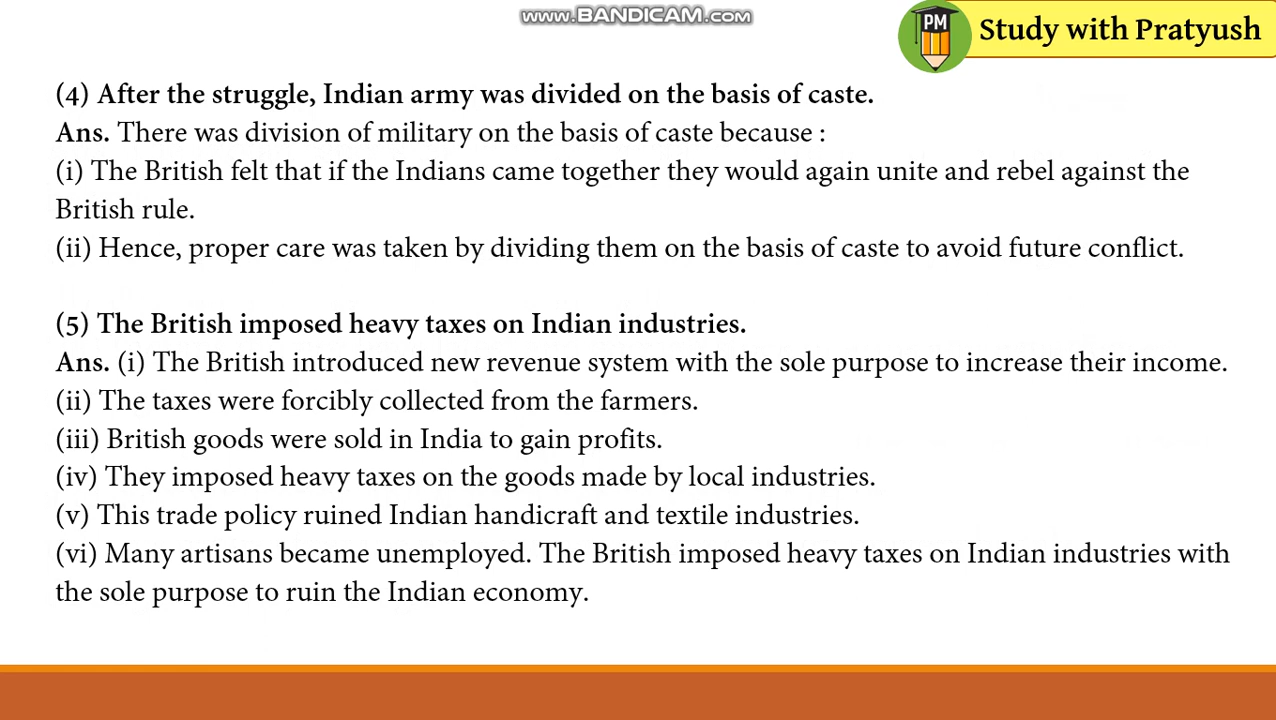 www.BANDICAM.com
PM
Study with Pratyush
(4) After the struggle, Indian army was divided on the basis of caste.
Ans. There was division of military on the basis of caste because :
(i) The British felt that if the Indians came together they would again unite and rebel against the
British rule.
(ii) Hence, proper care was taken by dividing them on the basis of caste to avoid future conflict.
(5) The British imposed heavy taxes on Indian industries.
Ans. (i) The British introduced new revenue system with the sole purpose to increase their income.
(ii) The taxes were forcibly collected from the farmers.
(iii) British goods were sold in India to gain profits.
(iv) They imposed heavy taxes on the goods made by local industries.
(v) This trade policy ruined Indian handicraft and textile industries.
(vi) Many artisans became unemployed. The British imposed heavy taxes on Indian industries with
the sole purpose to ruin the Indian economy.